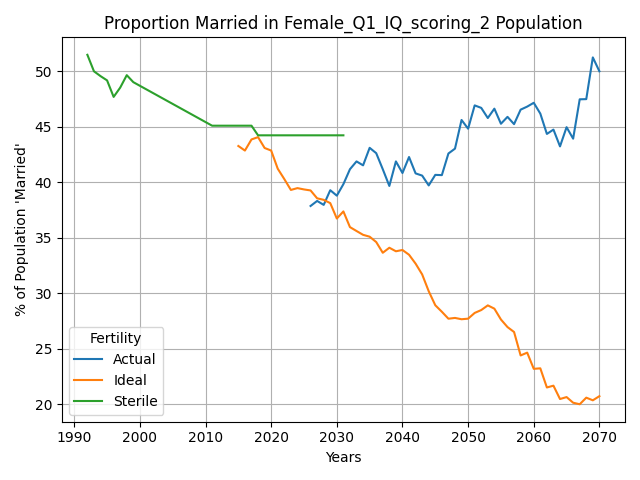 Proportion Married in Female_Q1_IQ_scoring_2 Population
% of Population 'Married'
50
45
40
35
30
25
20
Fertility
Actual
Ideal
Sterile
1990 2000 2010 2020 2030 2040 2050 2060 2070
Years